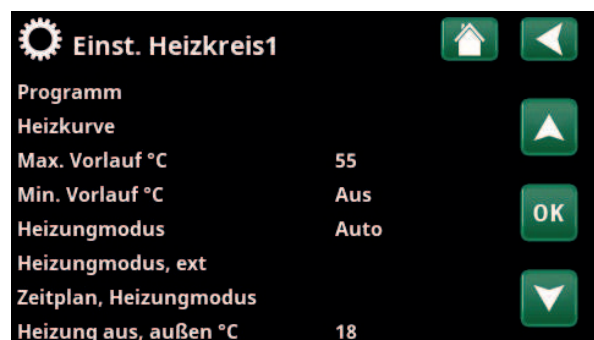 Einst. Heizkreis1
Programm
Heizkurve
Max. Vorlauf °C 55
Min. Vorlauf °C Aus
Heizungmodus Auto
OK
Heizungmodus, ext
Zeitplan, Heizungmodus
Heizung aus, außen °C 18